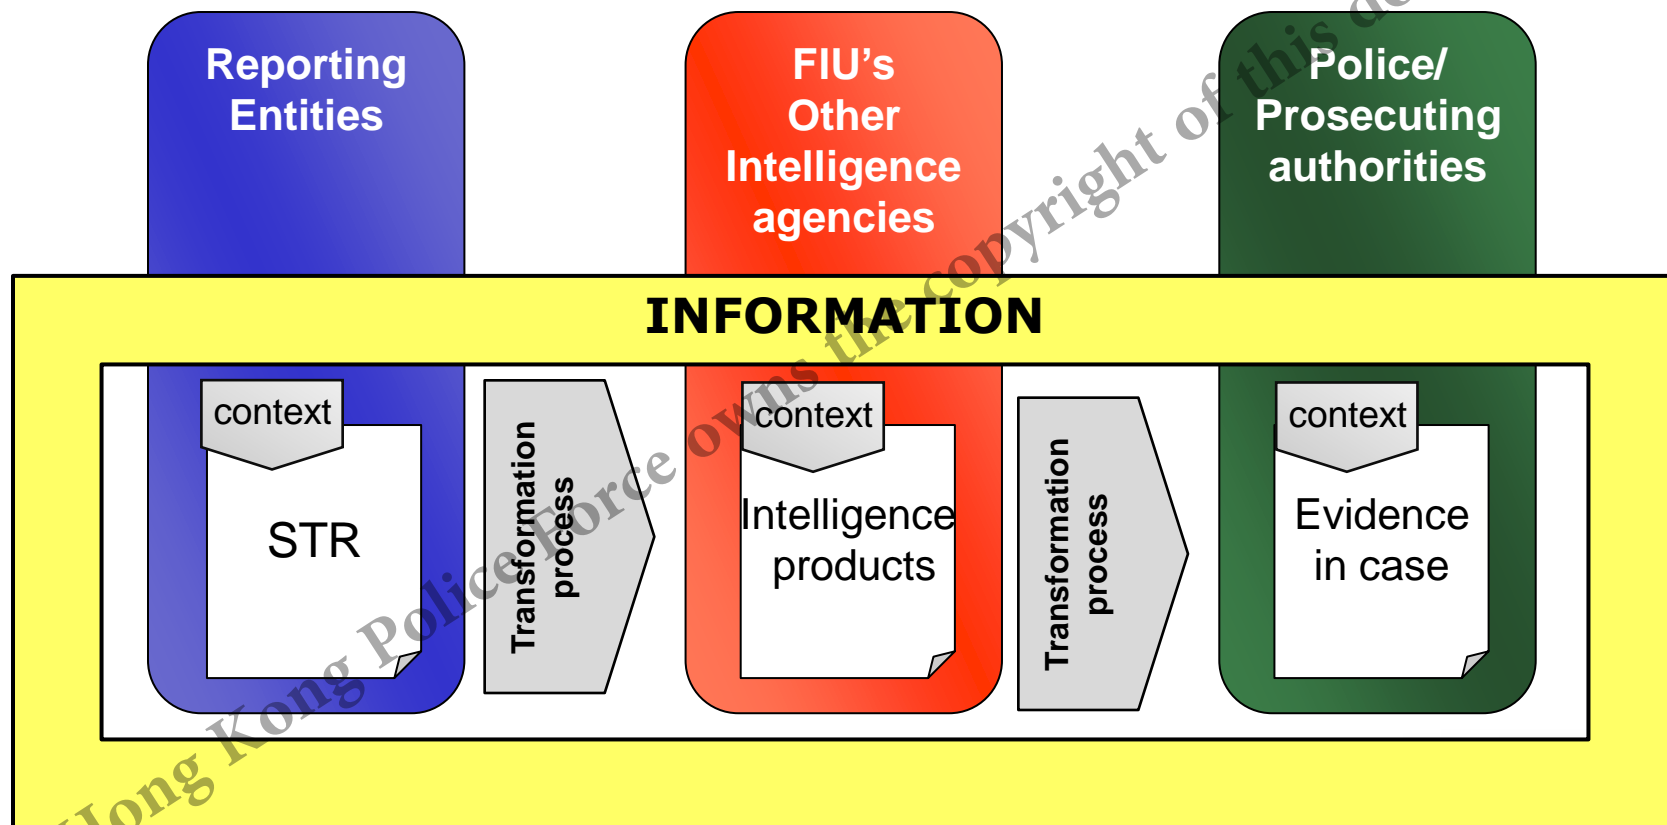 Reporting
Entities
FIU's
Other
Intelligence
agencies
Police/
Prosecuting
authorities
INFORMATION
context
STR
Transformation
process
context
Intelligence
products
Transformation
process
context
Evidence
in case
Hong Kong Police Force owns the copyright of this